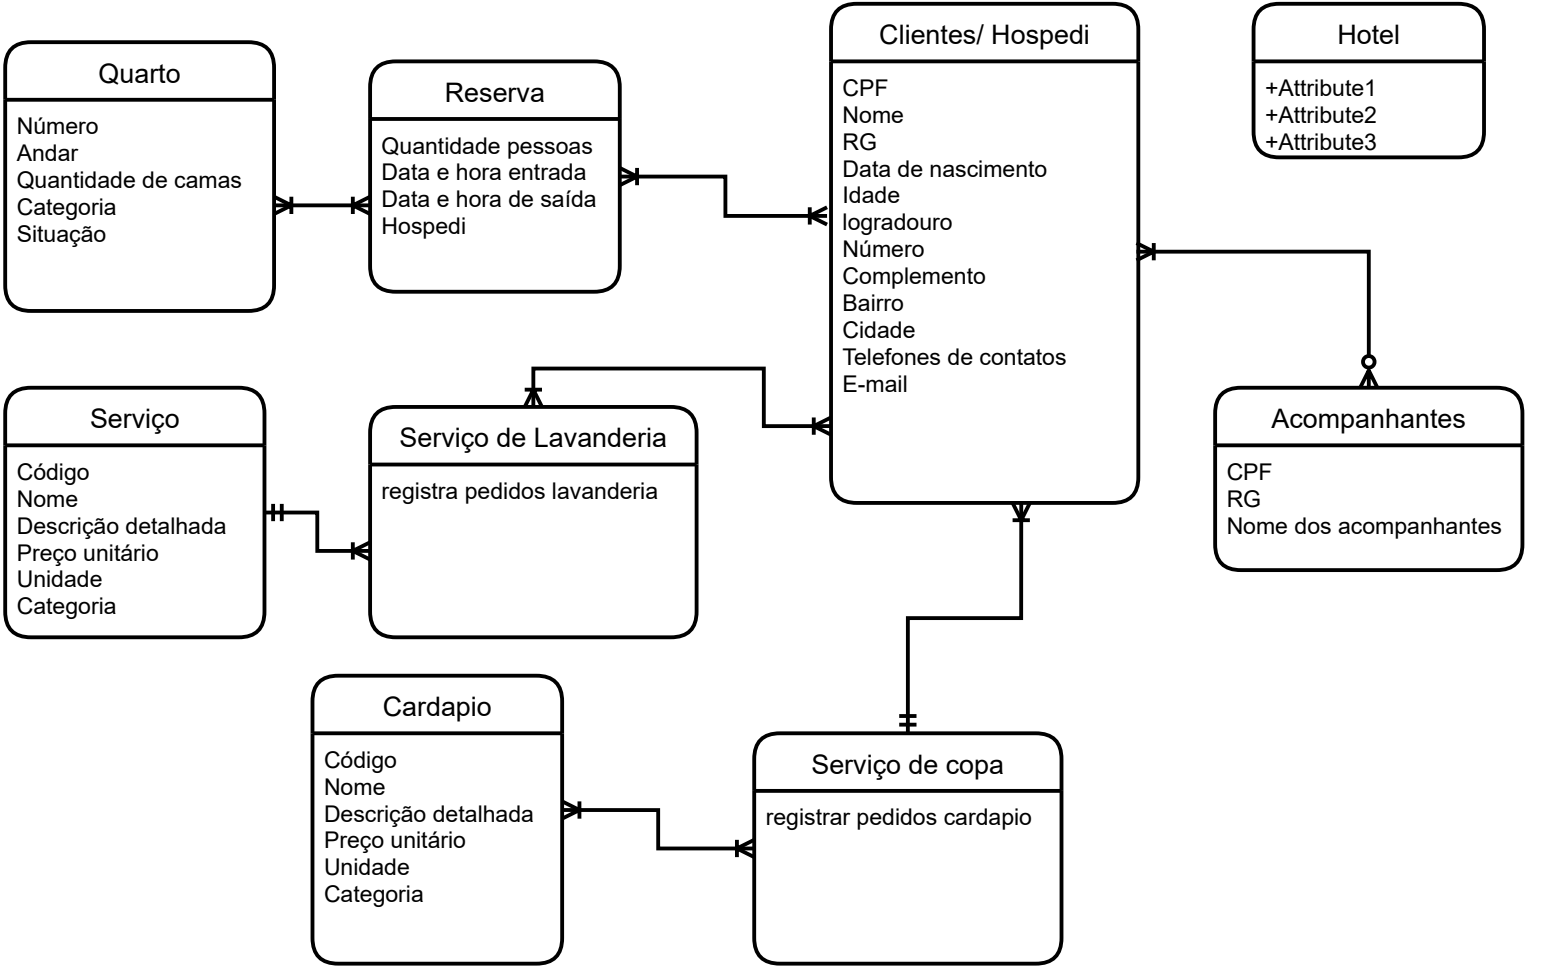 Quarto
Número
Andar
Quantidade de camas
Categoria
Situação
Reserva
Quantidade pessoas
Data e hora entrada
Data e hora de saída
Hospedi
Clientes/ Hospedi
CPF
Nome
RG
Data de nascimento
Idade
logradouro
Número
Complemento
Bairro
Cidade
Telefones de contatos
E-mail
Hotel
+Attribute1
+Attribute2
+Attribute3
Serviço
Código
Nome
Descrição detalhada
Preço unitário
Unidade
Categoria
Serviço de Lavanderia
registra pedidos lavanderia
Acompanhantes
CPF
RG
Nome dos acompanhantes
Cardapio
Código
Nome
Descrição detalhada
Preço unitário
Unidade
Categoria
Serviço de copa
registrar pedidos cardapio